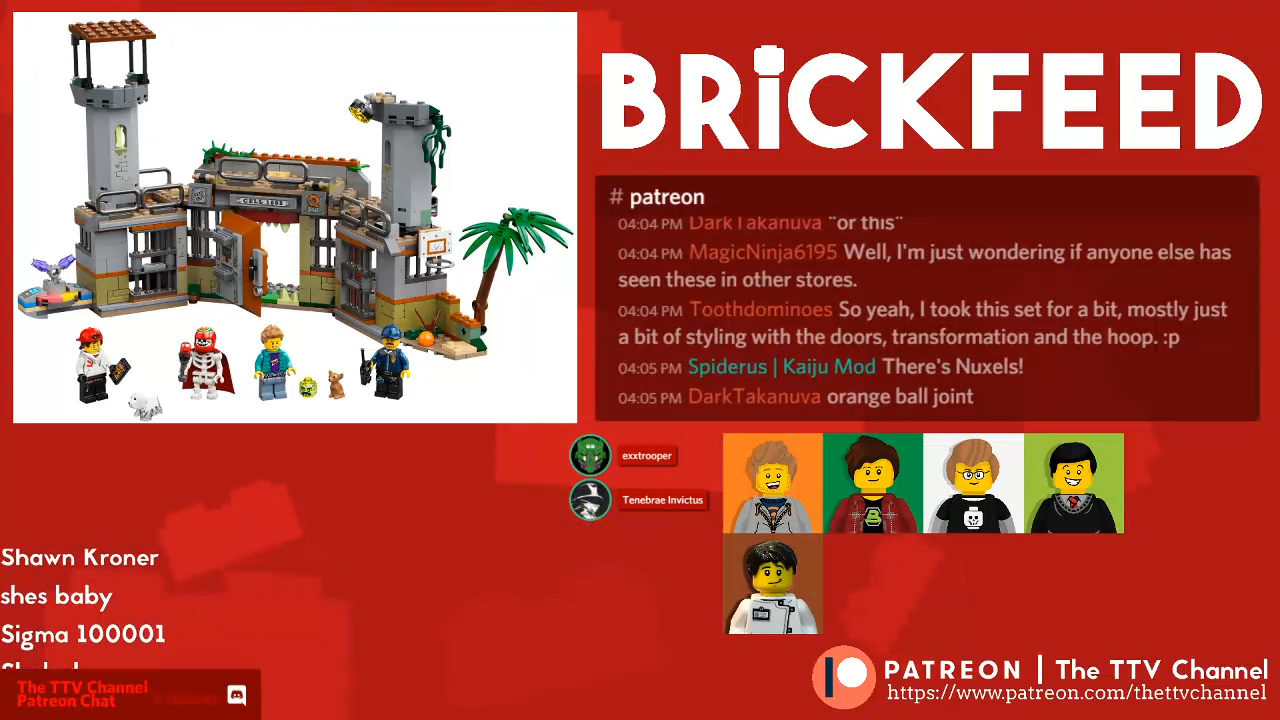 BRiCKFEED
# patreon
04:04 PM DarkTakanuva "or this"
04:04 PM MagicNinja6195 Well, I'm just wondering if anyone else has
seen these in other stores.
04:04 PM Toothdominoes So yeah, I took this set for a bit, mostly just
a bit of styling with the doors, transformation and the hoop. :p
04:05 PM Spiderus | Kaiju Mod There's Nuxels!
04:05 PM DarkTakanuva orange ball joint
exxtrooper
Tenebrae Invictus
Shawn Kroner
shes baby
Sigma 100001
The TTV Channel
Patreon Chat
PATREON | The TTV Channel
https://www.patreon.com/thettvchannel